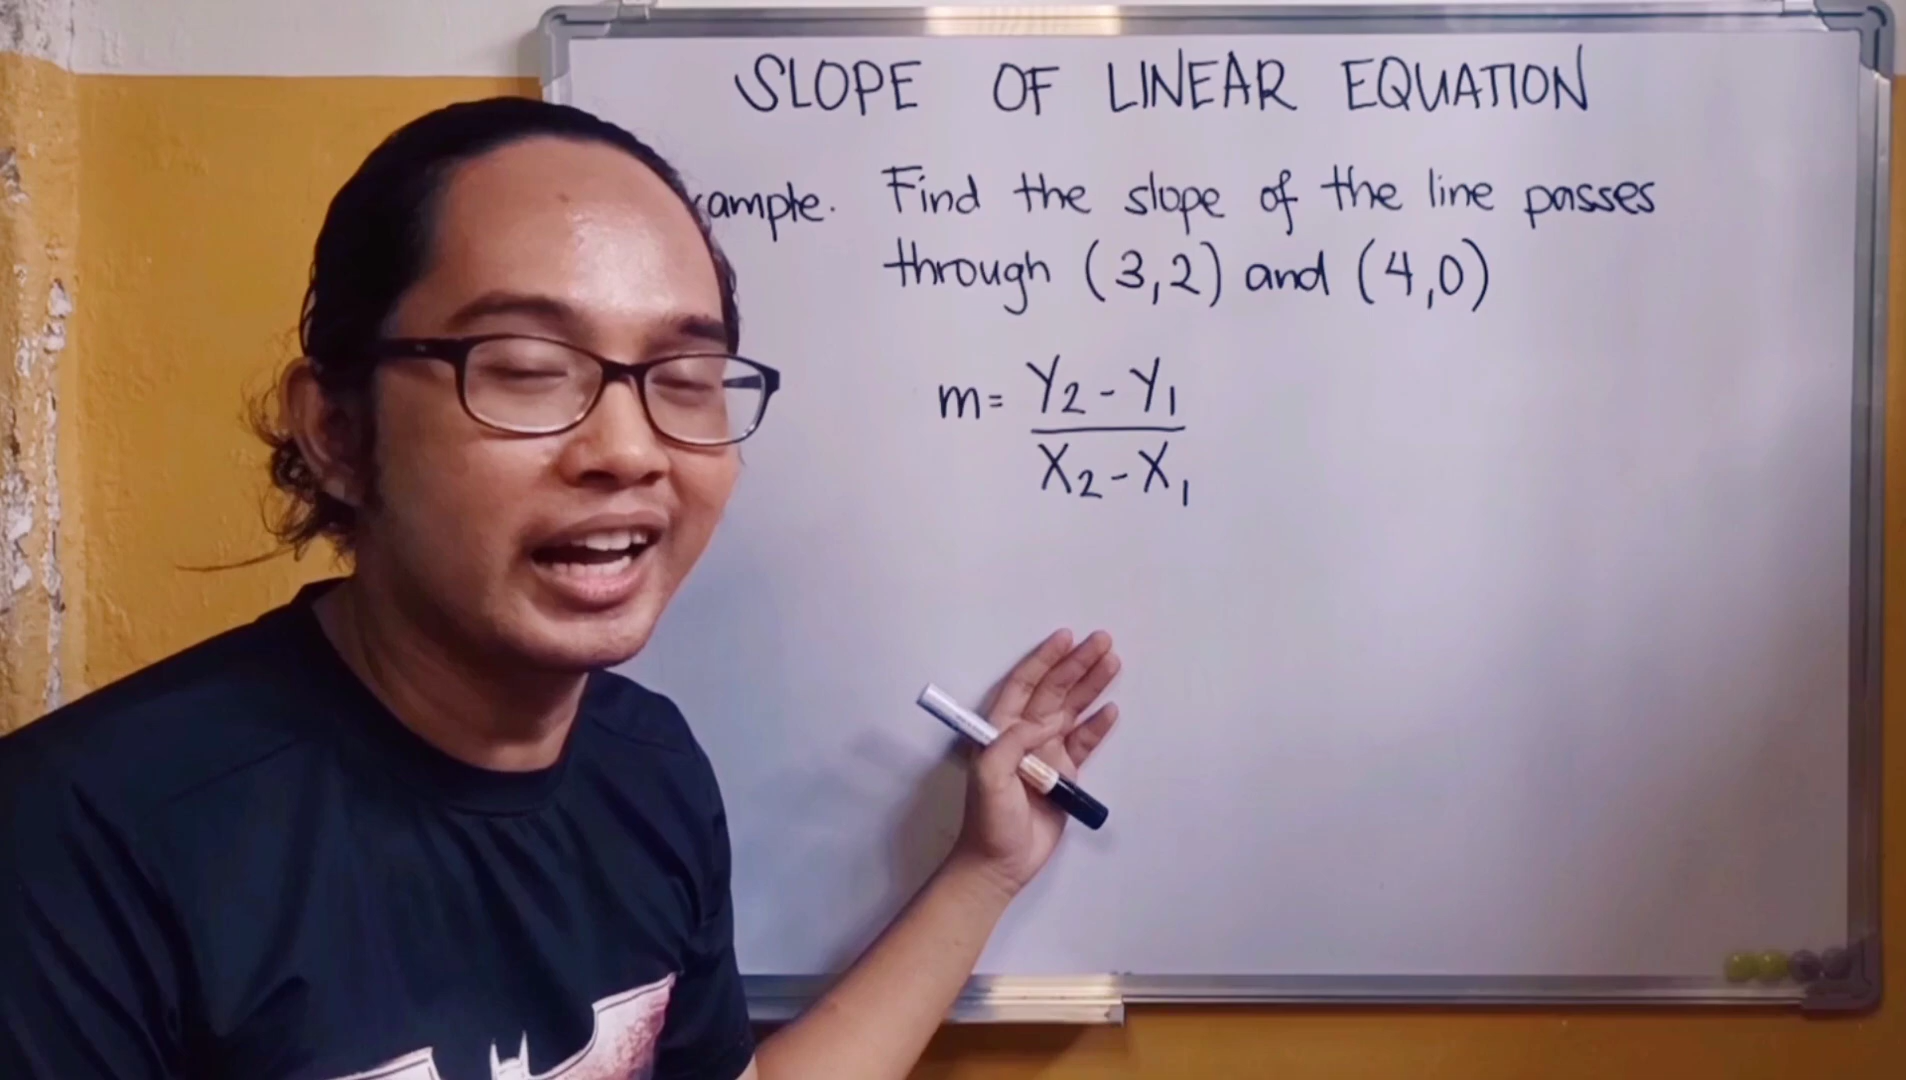 SLOPE OF LINEAR EQUATION
ample. Find the slope of the line passes
through (3,2) and (4,0)
m= Y₂ - Y₁
X₂ - X₁